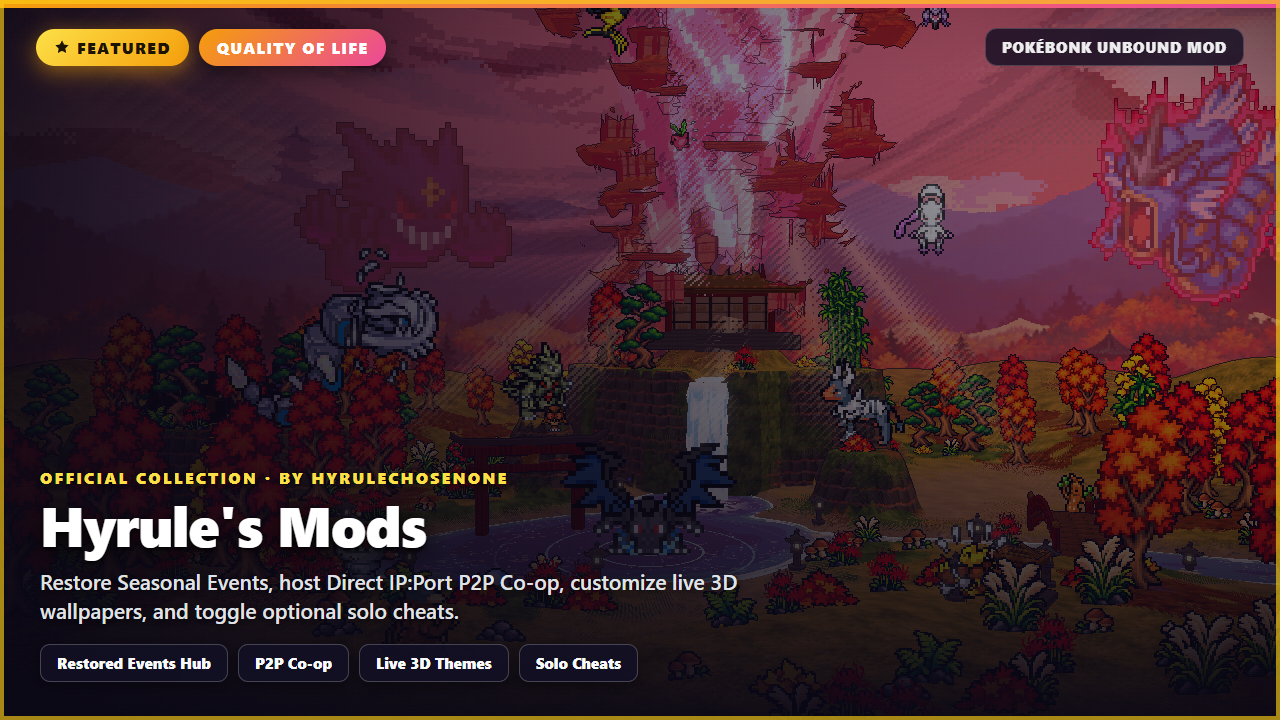 ★ FEATURED
QUALITY OF LIFE
POKÉBONK UNBOUND MOD
OFFICIAL COLLECTION · BY HYRULECHOSENONE
Hyrule's Mods
Restore Seasonal Events, host Direct IP:Port P2P Co-op, customize live 3D
wallpapers, and toggle optional solo cheats.
Restored Events Hub
P2P Co-op
Live 3D Themes
Solo Cheats